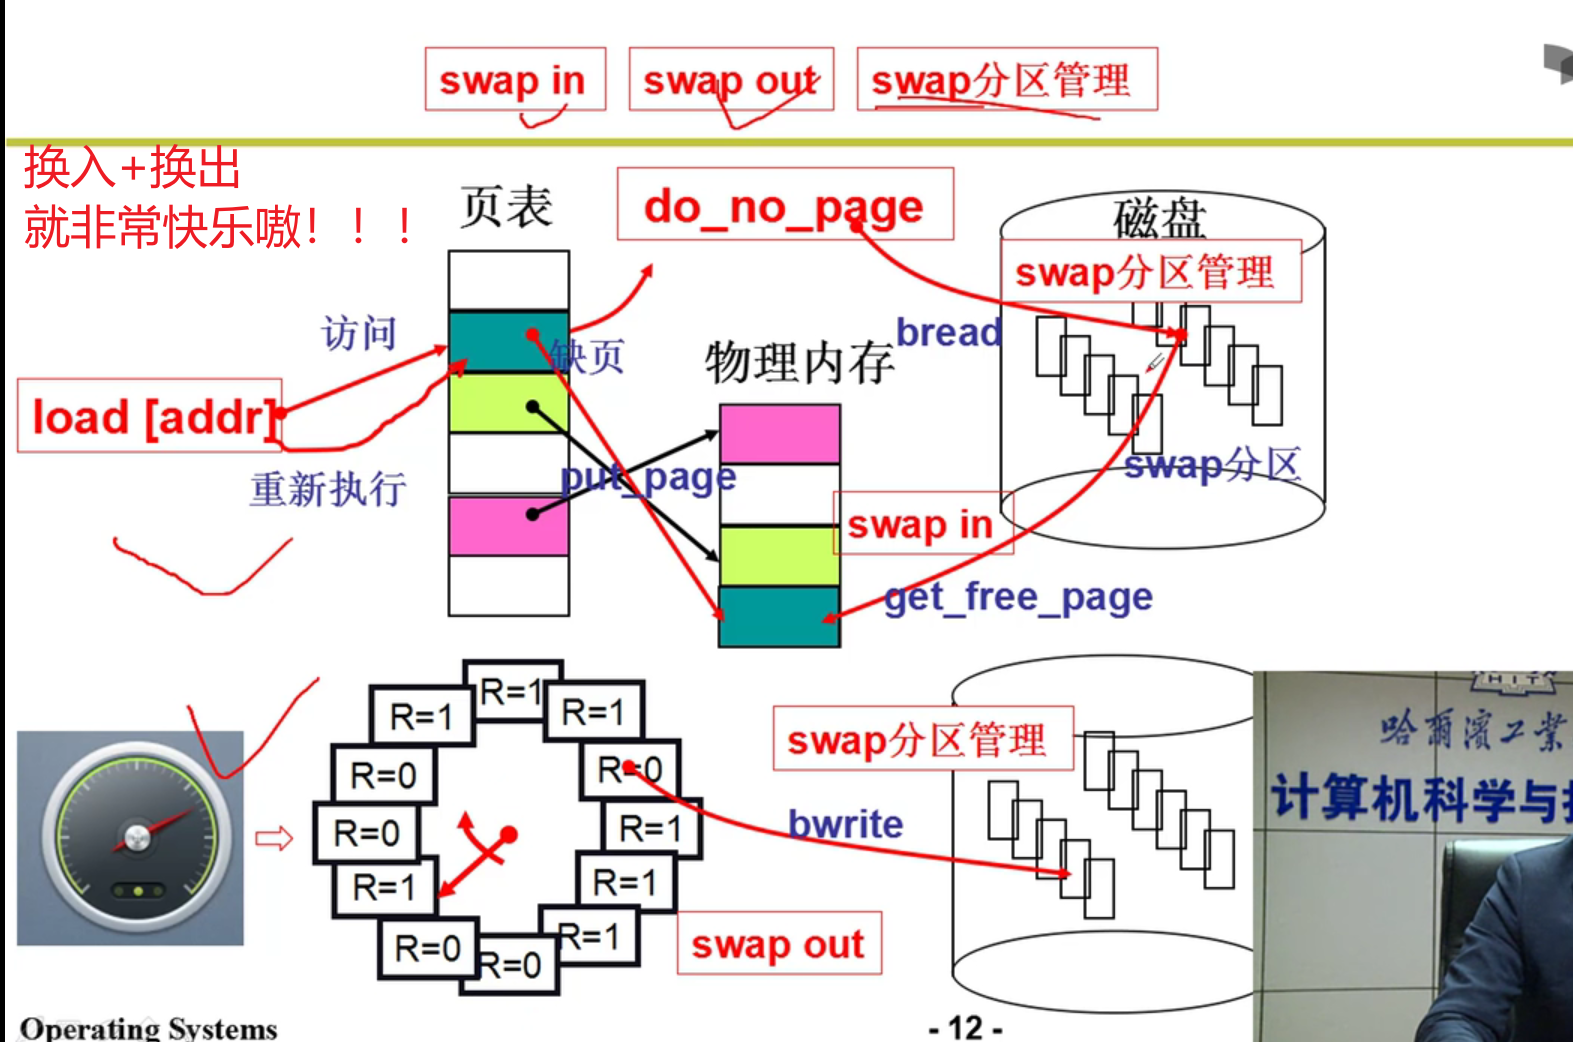 swap in
swap out
swap分区管理
换入+换出
就非常快乐嗷！！！
页表
do_no_page
磁盘
swap分区管理
访问
缺页
bread
物理内存
load [addr]
重新执行
put_page
swap分区
swap in
get_free_page
R=1
R=1
R=1
R=0
R=0
R=0
R=1
R=1
R=1
R=0
R=0
R=1
swap分区管理
bwrite
swap out
HIT
哈爾濱工業
计算机科学与
Operating Systems
- 12 -